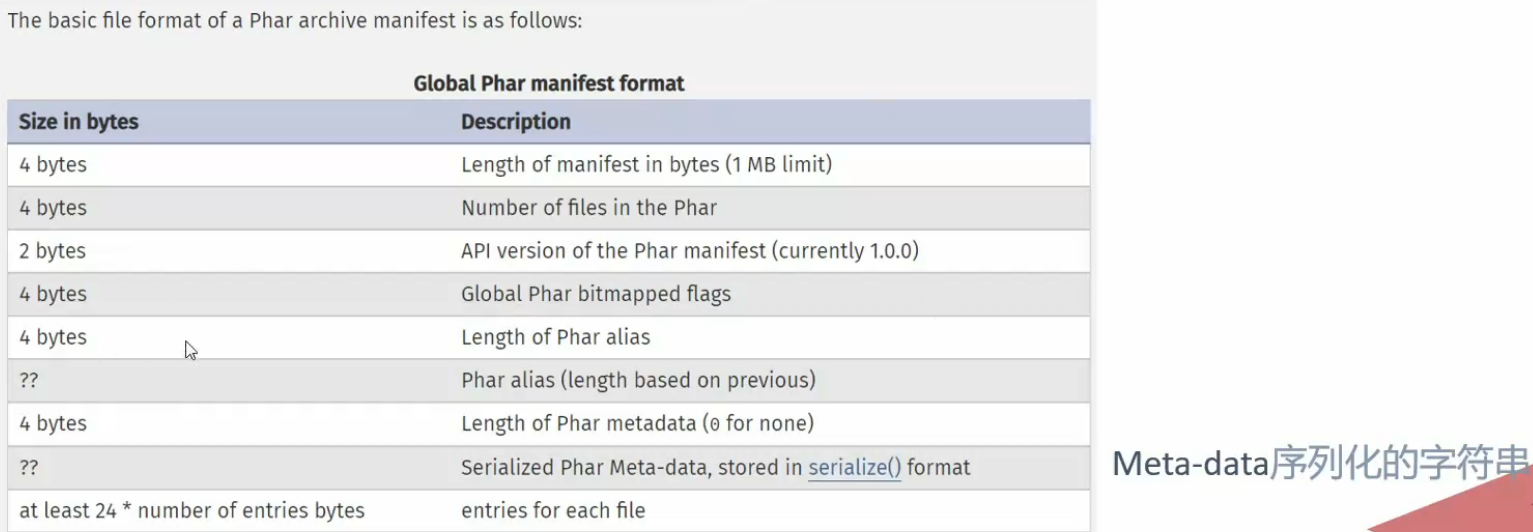 The basic file format of a Phar archive manifest is as follows:
Global Phar manifest format
Size in bytes Description
4 bytes Length of manifest in bytes (1 MB limit)
4 bytes Number of files in the Phar
2 bytes API version of the Phar manifest (currently 1.0.0)
4 bytes Global Phar bitmapped flags
4 bytes Length of Phar alias
?? Phar alias (length based on previous)
4 bytes Length of Phar metadata (0 for none)
?? Serialized Phar Meta-data, stored in serialize() format
Meta-data序列化的字符串
at least 24 * number of entries bytes entries for each file